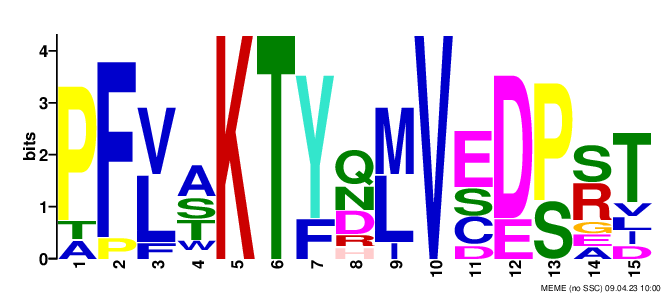 bits
4
3
2
1
0
P F V A K T Y Q M V E D P S T
T P L S F N L S E S R V
A F T D I C G L
W R D E I
H A D
1 2 3 4 5 6 7 8 9 10 11 12 13 14 15
MEME (no SSC) 09.04.23 10:00